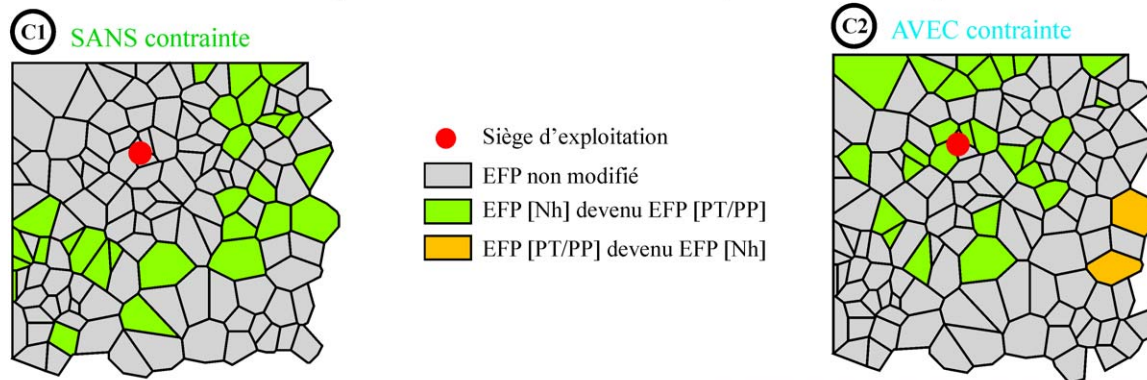 C1 SANS contrainte
C2 AVEC contrainte
Siège d'exploitation
EFP non modifié
EFP [Nh] devenu EFP [PT/PP]
EFP [PT/PP] devenu EFP [Nh]